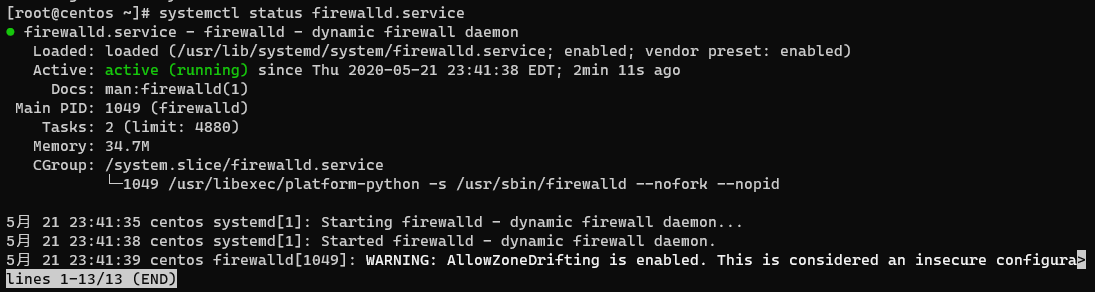 [root@centos ~]# systemctl status firewalld.service
● firewalld.service - firewalld - dynamic firewall daemon
   Loaded: loaded (/usr/lib/systemd/system/firewalld.service; enabled; vendor preset: enabled)
   Active: active (running) since Thu 2020-05-21 23:41:38 EDT; 2min 11s ago
     Docs: man:firewalld(1)
 Main PID: 1049 (firewalld)
    Tasks: 2 (limit: 4880)
   Memory: 34.7M
   CGroup: /system.slice/firewalld.service
           └─1049 /usr/libexec/platform-python -s /usr/sbin/firewalld --nofork --nopid
5月 21 23:41:35 centos systemd[1]: Starting firewalld - dynamic firewall daemon...
5月 21 23:41:38 centos systemd[1]: Started firewalld - dynamic firewall daemon.
5月 21 23:41:39 centos firewalld[1049]: WARNING: AllowZoneDrifting is enabled. This is considered an insecure configura>
lines 1-13/13 (END)